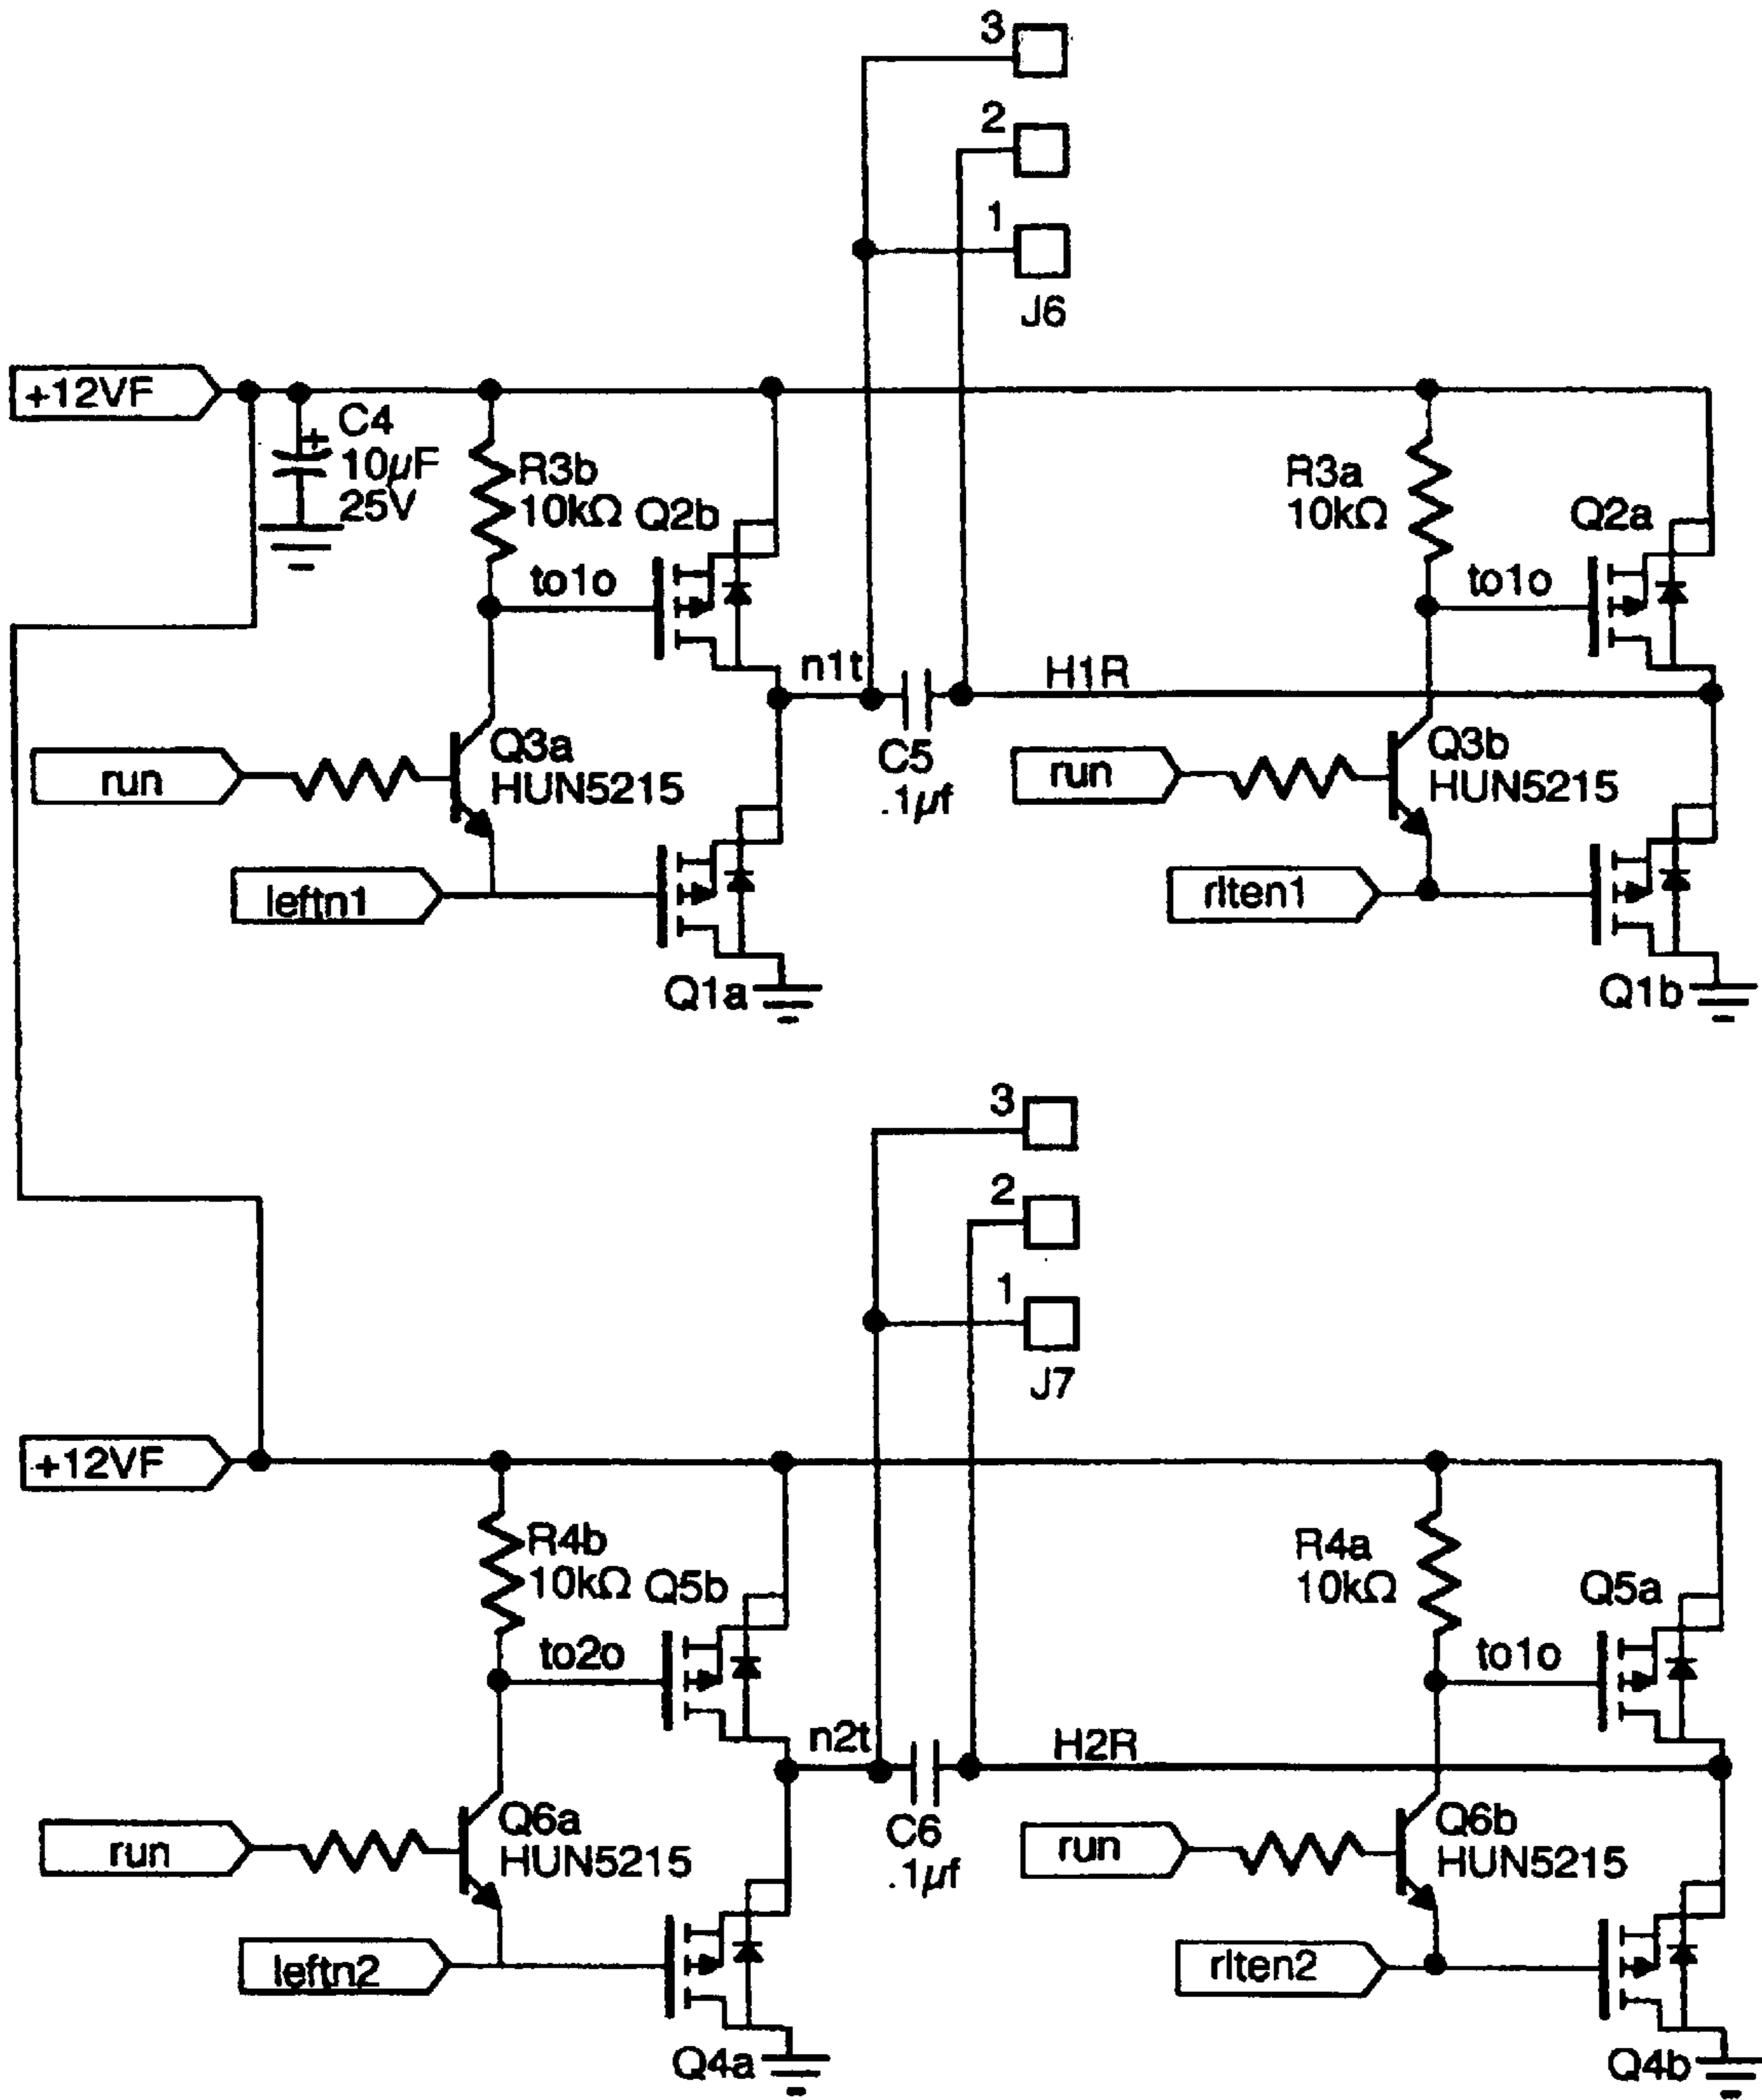 3
2
1
J6
+12VF
+
C4
10µF
25V
R3b
10kΩ
Q2b
R3a
10kΩ
Q2a
to1o
to1o
n1t
H1R
C5
.1µf
run
Q3a
HUN5215
run
Q3b
HUN5215
leftn1
rlten1
Q1a
Q1b
3
2
1
J7
+12VF
R4b
10kΩ
Q5b
R4a
10kΩ
Q5a
to2o
to1o
n2t
H2R
C6
.1µf
run
Q6a
HUN5215
run
Q6b
HUN5215
leftn2
rlten2
Q4a
Q4b